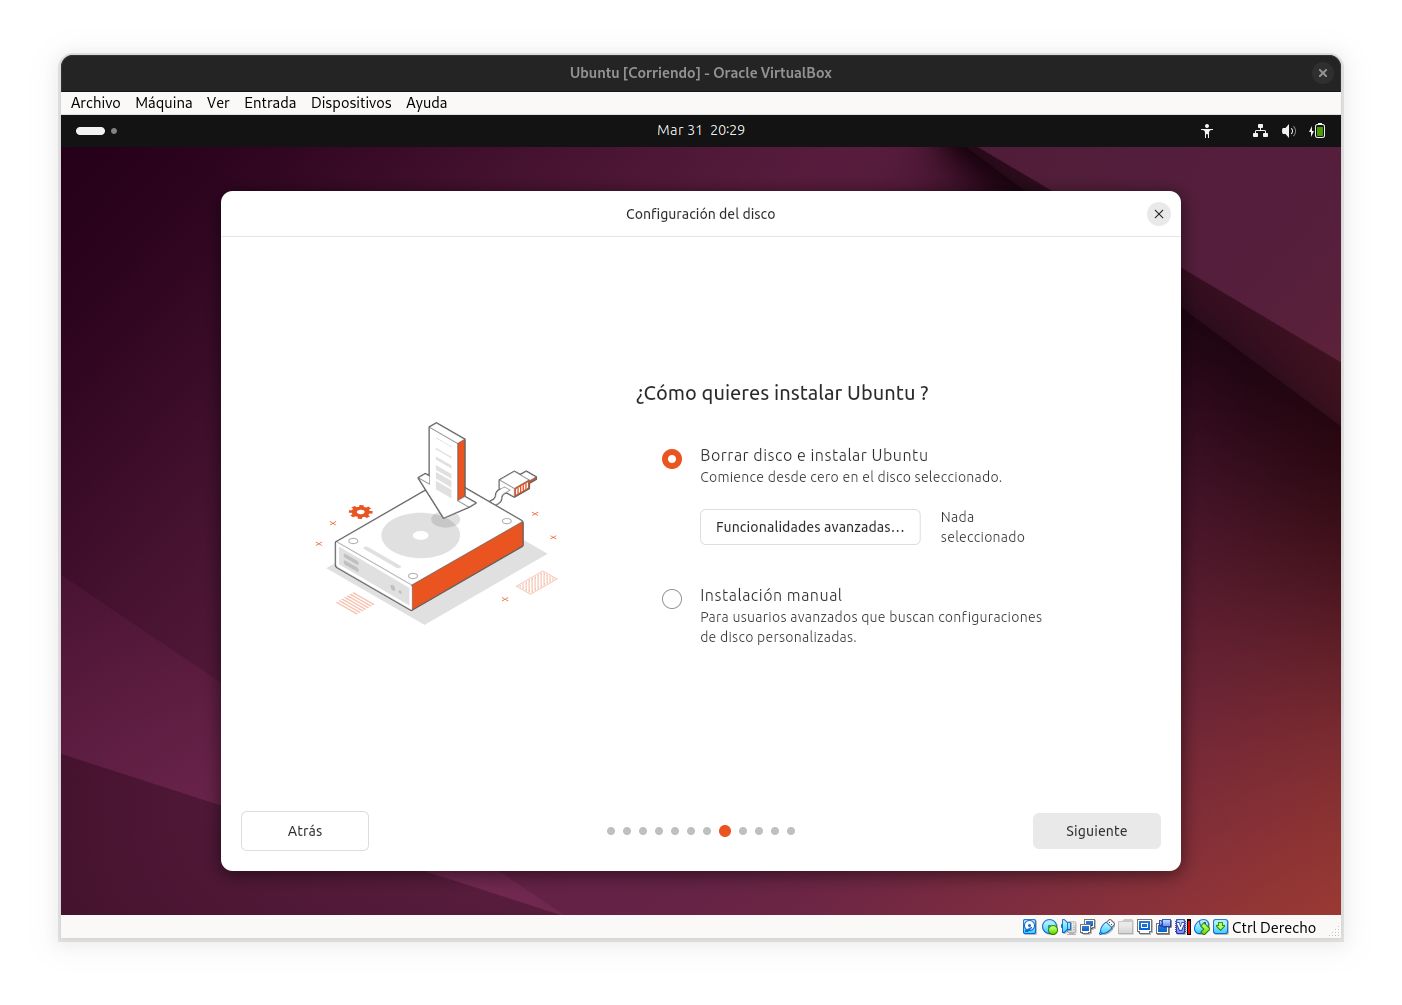 Ubuntu [Corriendo] - Oracle VirtualBox
Archivo Máquina Ver Entrada Dispositivos Ayuda
Mar 31 20:29
Configuración del disco
¿Cómo quieres instalar Ubuntu ?
Borrar disco e instalar Ubuntu
Comience desde cero en el disco seleccionado.
Funcionalidades avanzadas...
Nada
seleccionado
Instalación manual
Para usuarios avanzados que buscan configuraciones
de disco personalizadas.
Atrás
Siguiente
Ctrl Derecho